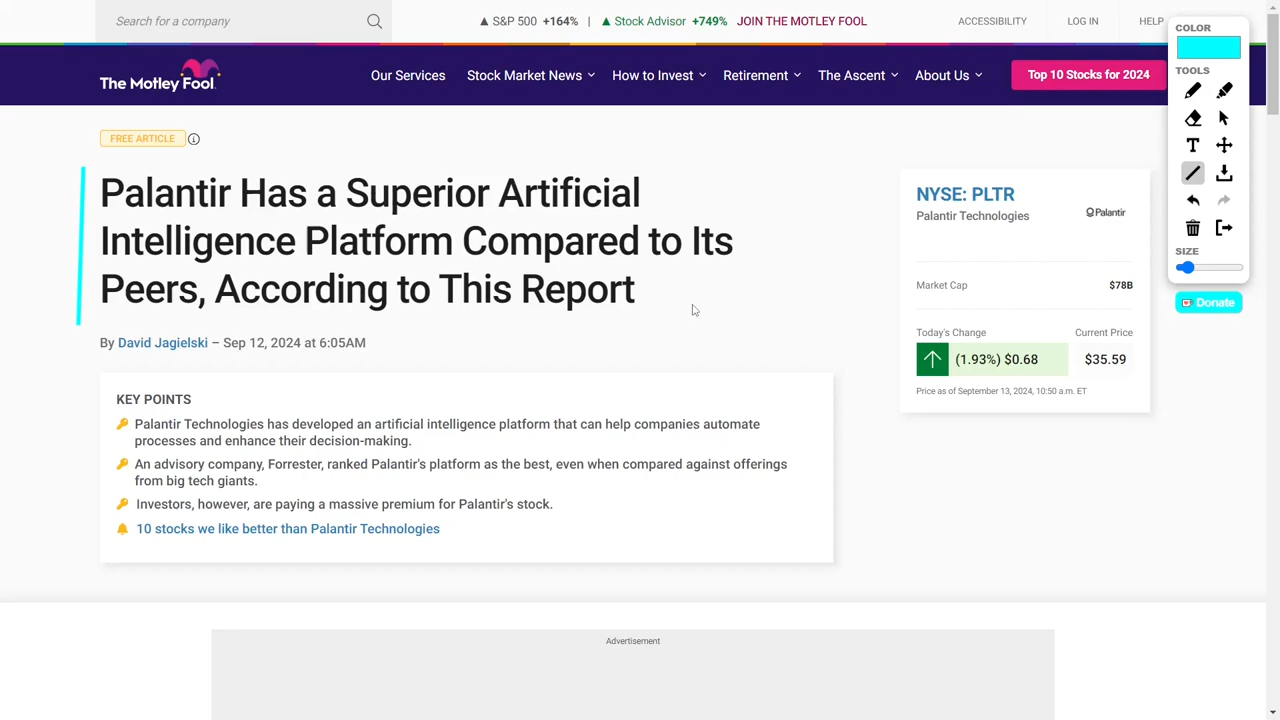 Search for a company
▲ S&P 500 +164% | ▲ Stock Advisor +749% JOIN THE MOTLEY FOOL
ACCESSIBILITY
LOG IN
HELP
The Motley Fool.
Our Services
Stock Market News
How to Invest
Retirement
The Ascent
About Us
Top 10 Stocks for 2024
FREE ARTICLE
Palantir Has a Superior Artificial
Intelligence Platform Compared to Its
Peers, According to This Report
By David Jagielski – Sep 12, 2024 at 6:05AM
KEY POINTS
Palantir Technologies has developed an artificial intelligence platform that can help companies automate
processes and enhance their decision-making.
An advisory company, Forrester, ranked Palantir's platform as the best, even when compared against offerings
from big tech giants.
Investors, however, are paying a massive premium for Palantir's stock.
10 stocks we like better than Palantir Technologies
NYSE: PLTR
Palantir Technologies
Palantir
Market Cap $78B
Today's Change Current Price
(1.93%) $0.68 $35.59
Price as of September 13, 2024, 10:50 a.m. ET
Advertisement
COLOR
TOOLS
T
SIZE
Donate